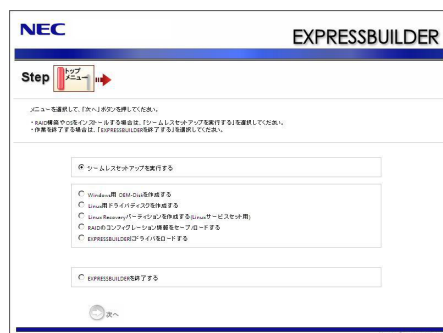 NEC
EXPRESSBUILDER
Step トップメニュー
メニューを選択して、「次へ」ボタンを押してください。
・RAID構築やOSをインストールする場合は、「シームレスセットアップを実行する」を選択してください。
・作業を終了する場合は、「EXPRESSBUILDERを終了する」を選択してください。
シームレスセットアップを実行する
Windows用 OEM-Diskを作成する
Linux用ドライバディスクを作成する
Linux Recoveryパーティションを作成する(Linuxサービスセット用)
RAIDのコンフィグレーション情報をセーブ/ロードする
EXPRESSBUILDERにドライバをロードする
EXPRESSBUILDERを終了する
次へ